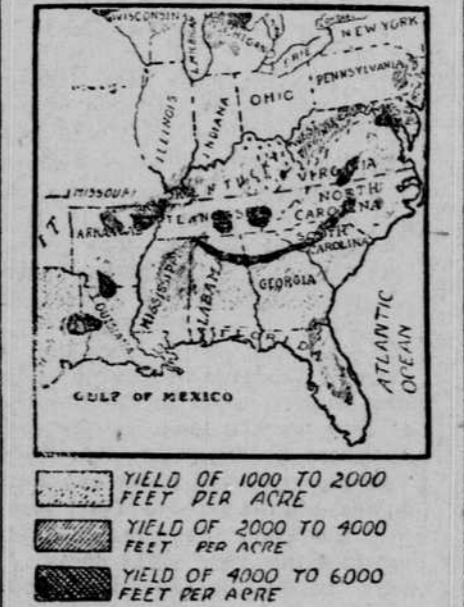 WISCONSIN
MICHIGAN
NEW YORK
ERIE
PENNSYLVANIA
OHIO
ILLINOIS
INDIANA
VIRGINIA
MISSOURI
NORTH
CAROLINA
ARKANSAS
SOUTH
CAROLINA
MISSISSIPPI
ALABAMA
GEORGIA
LOUISIANA
FLORIDA
ATLANTIC
OCEAN
GULF OF MEXICO
YIELD OF 1000 TO 2000
FEET PER ACRE
YIELD OF 2000 TO 4000
FEET PER ACRE
YIELD OF 4000 TO 6000
FEET PER ACRE